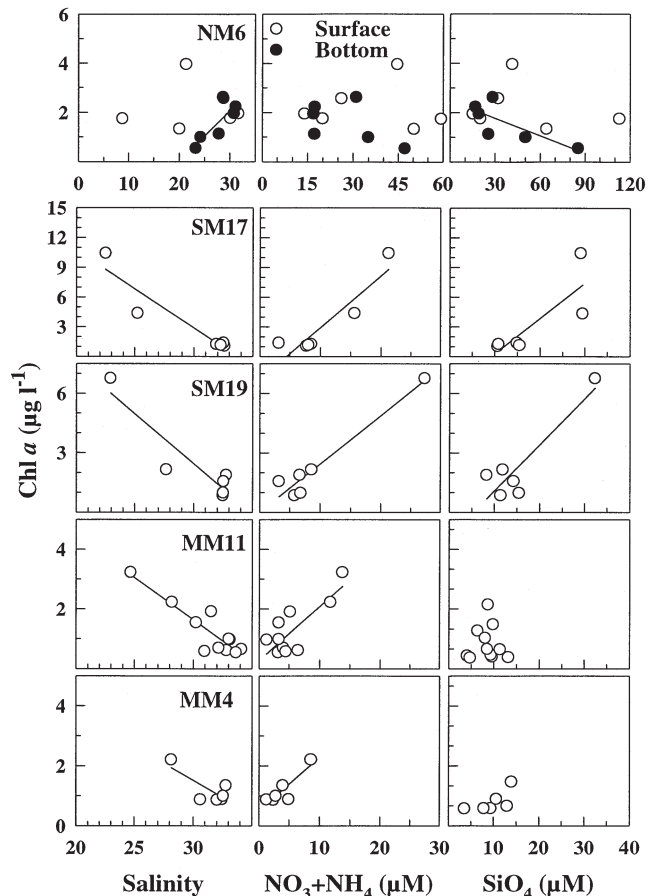 6
4
2
0
NM6
Surface
Bottom
0 10 20 30
0 15 30 45 60
0 30 60 90 120
15
12
9
6
3
SM17
6
3
SM19
Chl a (µg l⁻¹)
4
2
0
MM11
4
2
0
MM4
20 25 30
0 10 20 30
0 10 20 30 40
Salinity
NO₃+NH₄ (µM)
SiO₄ (µM)